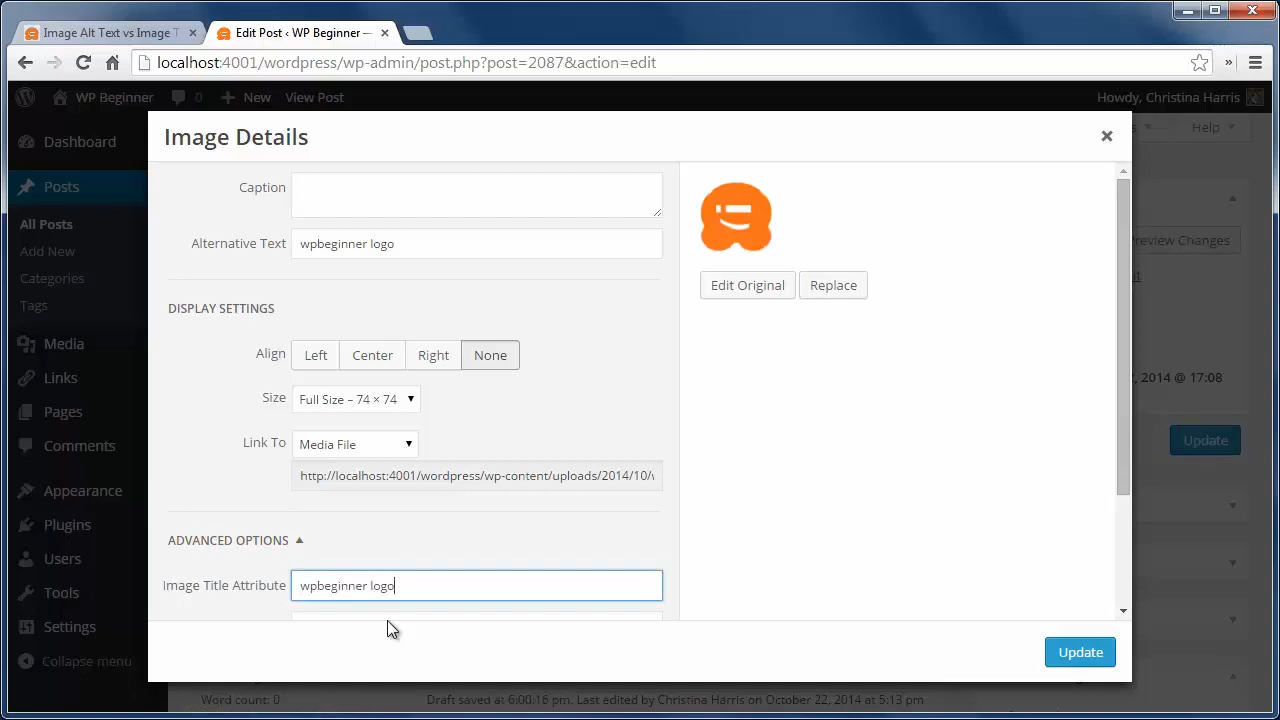 Image Alt Text vs Image T
Edit Post ‹ WP Beginner —
localhost:4001/wordpress/wp-admin/post.php?post=2087&action=edit
WP Beginner 0 New View Post Howdy, Christina Harris
Help
Dashboard
Posts
All Posts
Add New
Categories
Tags
Media
Links
Pages
Comments
Appearance
Plugins
Users
Tools
Settings
Collapse menu
Image Details
Caption
Alternative Text wpbeginner logo
DISPLAY SETTINGS
Align Left Center Right None
Size Full Size – 74 × 74
Link To Media File
http://localhost:4001/wordpress/wp-content/uploads/2014/10/
ADVANCED OPTIONS
Image Title Attribute wpbeginner logo
Edit Original Replace
Update
Preview Changes
2014 @ 17:08
Update
Word count: 0 Draft saved at 6:00:16 pm. Last edited by Christina Harris on October 22, 2014 at 5:13 pm